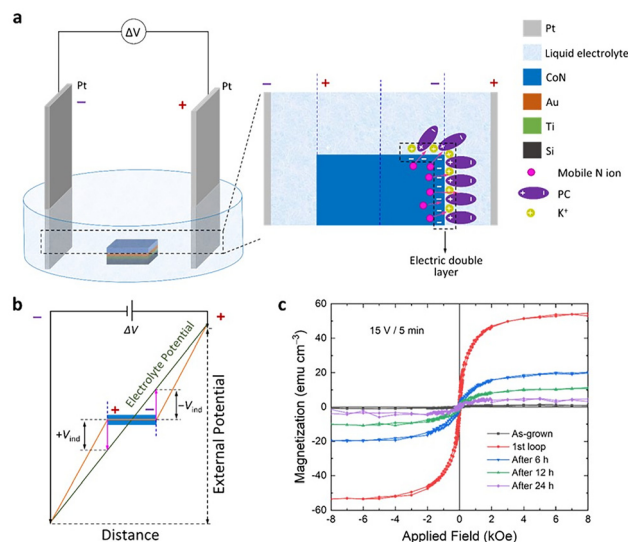 a
ΔV
Pt
−
Pt
+
−
+
−
+
Electric double
layer
Pt
Liquid electrolyte
CoN
Au
Ti
Si
Mobile N ion
PC
K⁺
b
−
ΔV
+
Electrolyte Potential
+
−
+Vind
−Vind
External Potential
Distance
c
15 V / 5 min
Magnetization (emu cm⁻³)
60
40
20
0
-20
-40
-60
As-grown
1st loop
After 6 h
After 12 h
After 24 h
-8 -6 -4 -2 0 2 4 6 8
Applied Field (kOe)